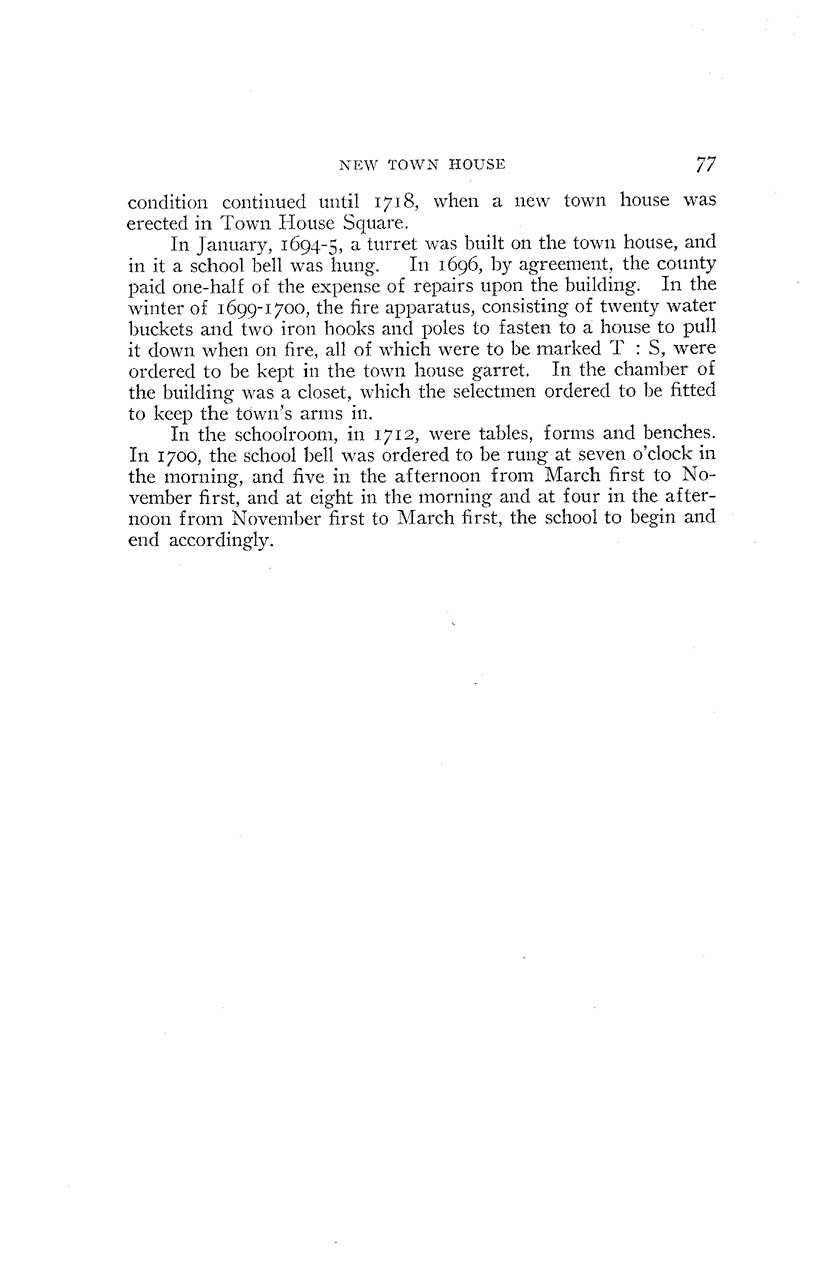 NEW TOWN HOUSE 77
condition continued until 1718, when a new town house was
erected in Town House Square.
In January, 1694-5, a turret was built on the town house, and
in it a school bell was hung. In 1696, by agreement, the county
paid one-half of the expense of repairs upon the building. In the
winter of 1699-1700, the fire apparatus, consisting of twenty water
buckets and two iron hooks and poles to fasten to a house to pull
it down when on fire, all of which were to be marked T : S, were
ordered to be kept in the town house garret. In the chamber of
the building was a closet, which the selectmen ordered to be fitted
to keep the town's arms in.
In the schoolroom, in 1712, were tables, forms and benches.
In 1700, the school bell was ordered to be rung at seven o'clock in
the morning, and five in the afternoon from March first to No-
vember first, and at eight in the morning and at four in the after-
noon from November first to March first, the school to begin and
end accordingly.